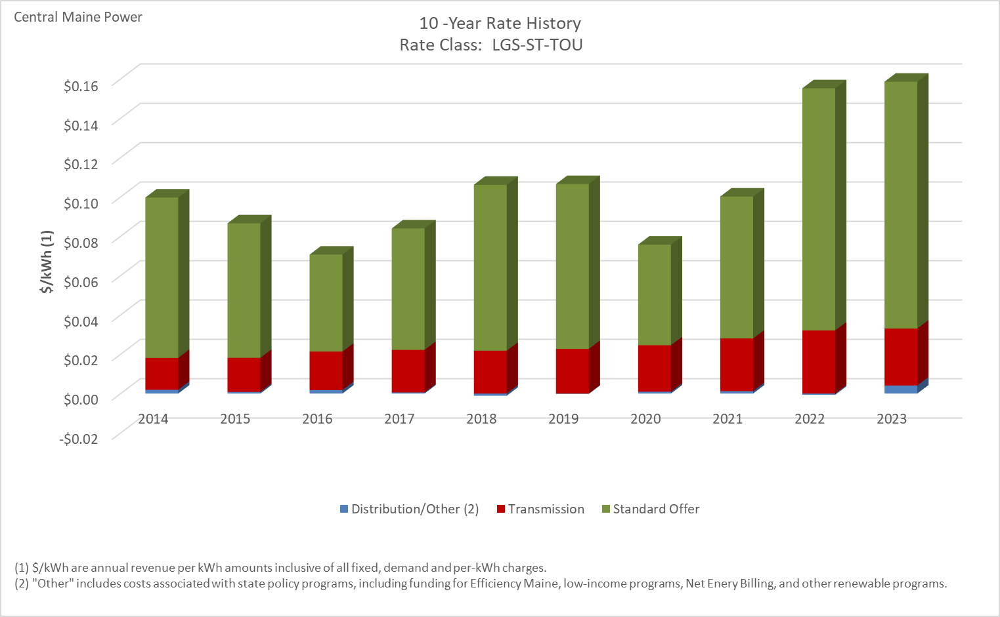 Central Maine Power
10 -Year Rate History
Rate Class:  LGS-ST-TOU
$/kWh (1)
$0.16
$0.14
$0.12
$0.10
$0.08
$0.06
$0.04
$0.02
$0.00
-$0.02
2014 2015 2016 2017 2018 2019 2020 2021 2022 2023
Distribution/Other (2) Transmission Standard Offer
(1) $/kWh are annual revenue per kWh amounts inclusive of all fixed, demand and per-kWh charges.
(2) "Other" includes costs associated with state policy programs, including funding for Efficiency Maine, low-income programs, Net Enery Billing, and other renewable programs.